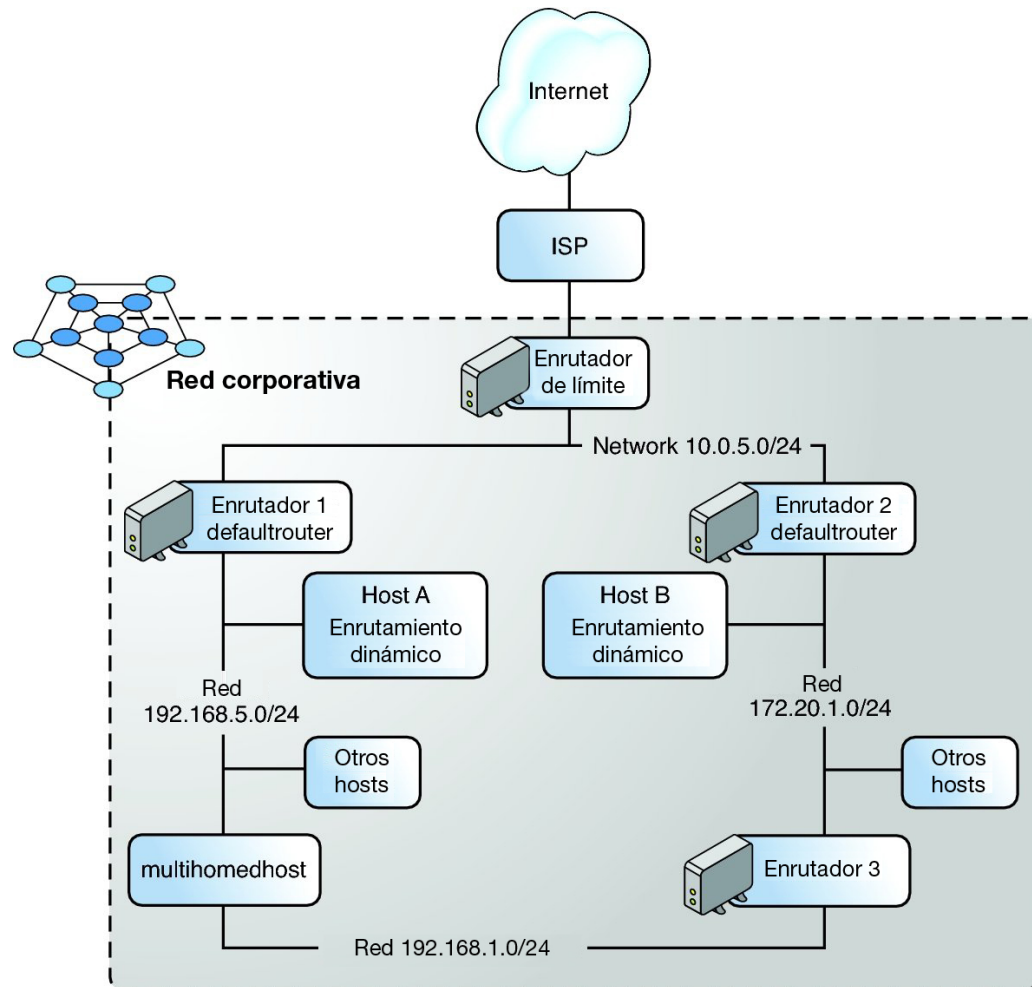 Internet
ISP
Enrutador
de límite
Red corporativa
Network 10.0.5.0/24
Enrutador 1
defaultrouter
Enrutador 2
defaultrouter
Host A
Enrutamiento
dinámico
Host B
Enrutamiento
dinámico
Red
192.168.5.0/24
Red
172.20.1.0/24
Otros
hosts
Otros
hosts
multihomedhost
Enrutador 3
Red 192.168.1.0/24